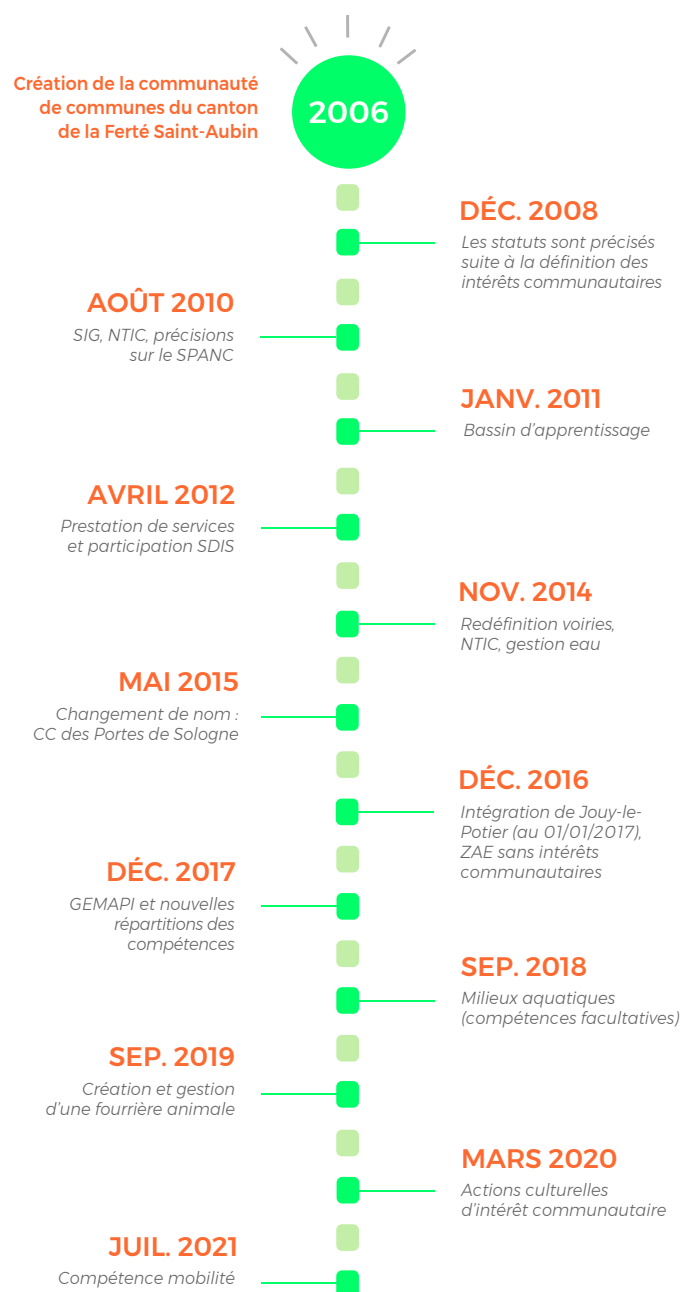 Création de la communauté
de communes du canton
de la Ferté Saint-Aubin
2006
DÉC. 2008
Les statuts sont précisés
suite à la définition des
intérêts communautaires
AOÛT 2010
SIG, NTIC, précisions
sur le SPANC
JANV. 2011
Bassin d'apprentissage
AVRIL 2012
Prestation de services
et participation SDIS
NOV. 2014
Redéfinition voiries,
NTIC, gestion eau
MAI 2015
Changement de nom :
CC des Portes de Sologne
DÉC. 2016
Intégration de Jouy-le-
Potier (au 01/01/2017),
ZAE sans intérêts
communautaires
DÉC. 2017
GEMAPI et nouvelles
répartitions des
compétences
SEP. 2018
Milieux aquatiques
(compétences facultatives)
SEP. 2019
Création et gestion
d'une fourrière animale
MARS 2020
Actions culturelles
d'intérêt communautaire
JUIL. 2021
Compétence mobilité